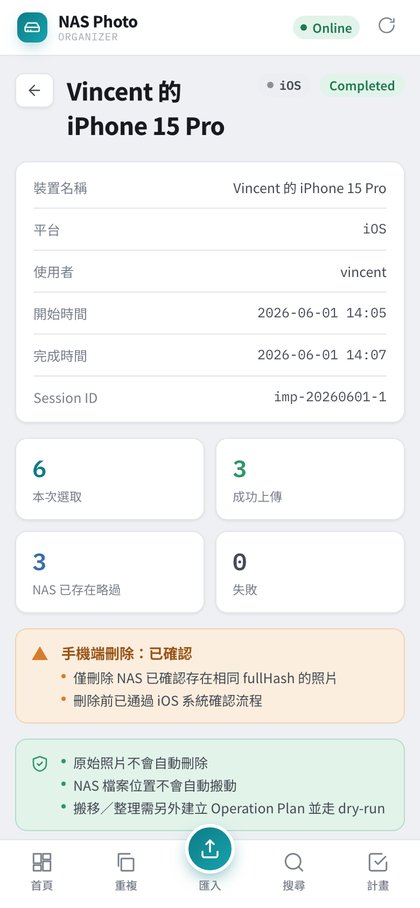 NAS Photo
ORGANIZER
Online
Vincent 的
iPhone 15 Pro
iOS
Completed
裝置名稱 Vincent 的 iPhone 15 Pro
平台 iOS
使用者 vincent
開始時間 2026-06-01 14:05
完成時間 2026-06-01 14:07
Session ID imp-20260601-1
6
本次選取
3
成功上傳
3
NAS 已存在略過
0
失敗
手機端刪除：已確認
• 僅刪除 NAS 已確認存在相同 fullHash 的照片
• 刪除前已通過 iOS 系統確認流程
• 原始照片不會自動刪除
• NAS 檔案位置不會自動搬動
• 搬移／整理需另外建立 Operation Plan 並走 dry-run
首頁
重複
匯入
搜尋
計畫